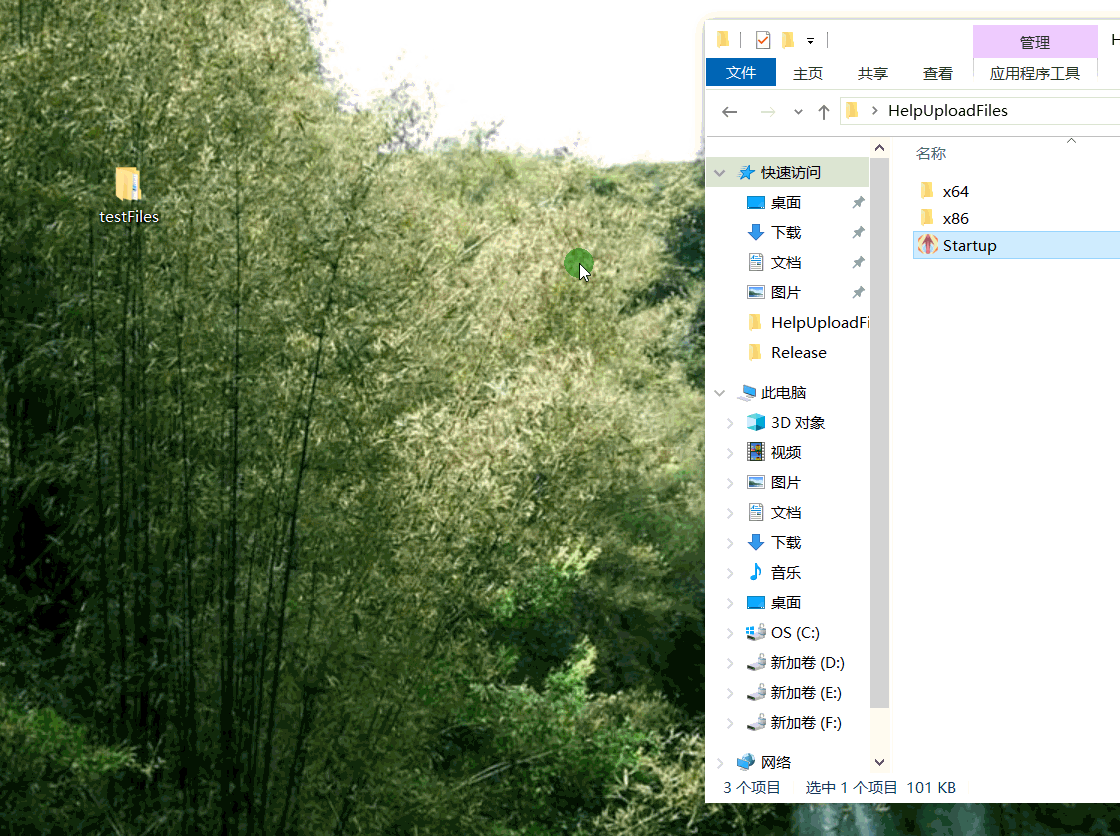 testFiles
管理
文件
主页
共享
查看
应用程序工具
HelpUploadFiles
名称
快速访问
桌面
下载
文档
图片
HelpUploadFi
Release
此电脑
3D 对象
视频
图片
文档
下载
音乐
桌面
OS (C:)
新加卷 (D:)
新加卷 (E:)
新加卷 (F:)
网络
x64
x86
Startup
3 个项目 选中 1 个项目 101 KB